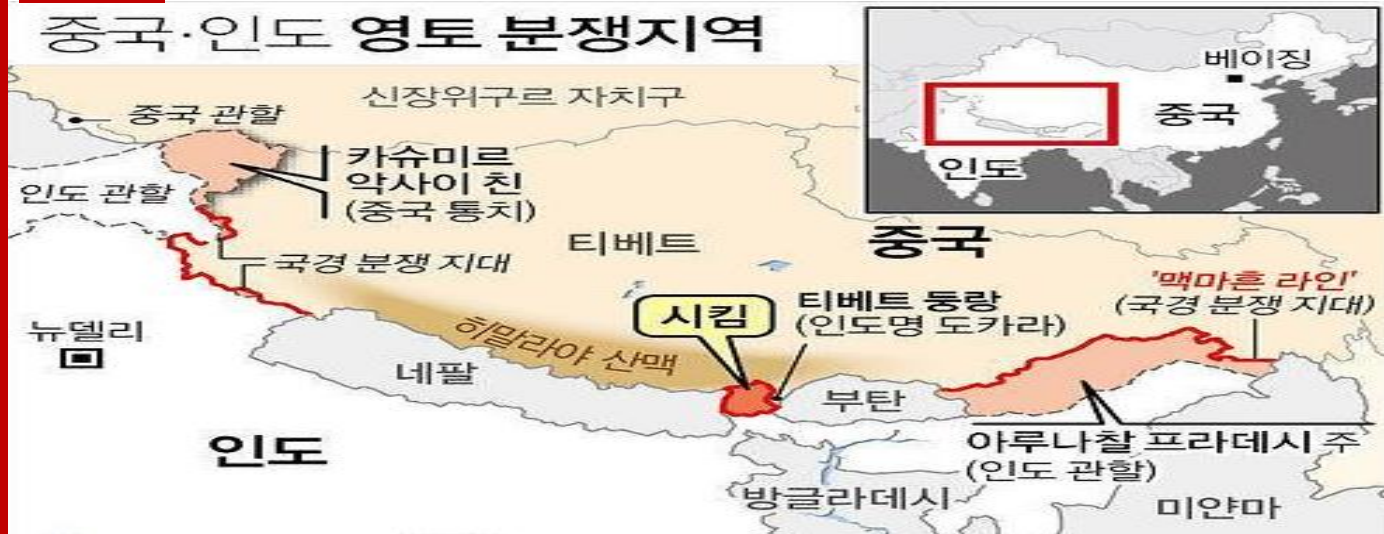 중국·인도 영토 분쟁지역
베이징
중국
인도
신장위구르 자치구
중국 관할
카슈미르
악사이 친
(중국 통치)
인도 관할
티베트
중국
국경 분쟁 지대
'맥마흔 라인'
(국경 분쟁 지대)
시킴
티베트 둥랑
(인도명 도카라)
뉴델리
히말라야 산맥
네팔
부탄
인도
아루나찰 프라데시 주
(인도 관할)
방글라데시
미얀마